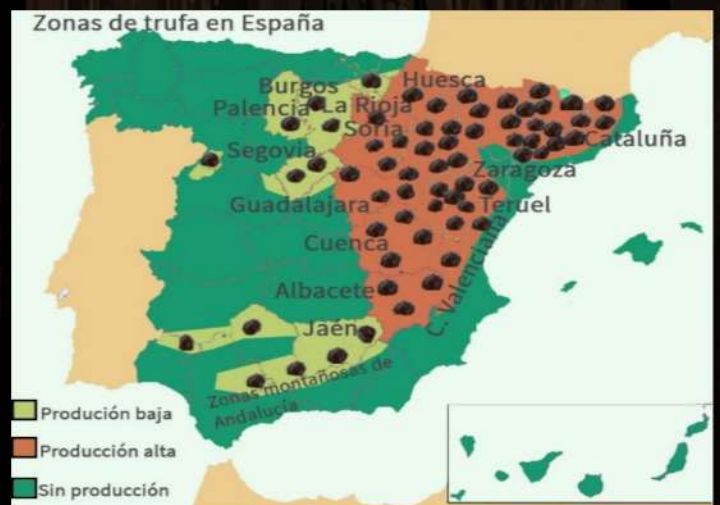 Zonas de trufa en España
Burgos
Huesca
Palencia
La Rioja
Soria
Cataluña
Segovia
Zaragoza
Guadalajara
Teruel
Cuenca
C. Valenciana
Albacete
Jaén
Zonas montañosas de
Andalucía
Produción baja
Producción alta
Sin producción